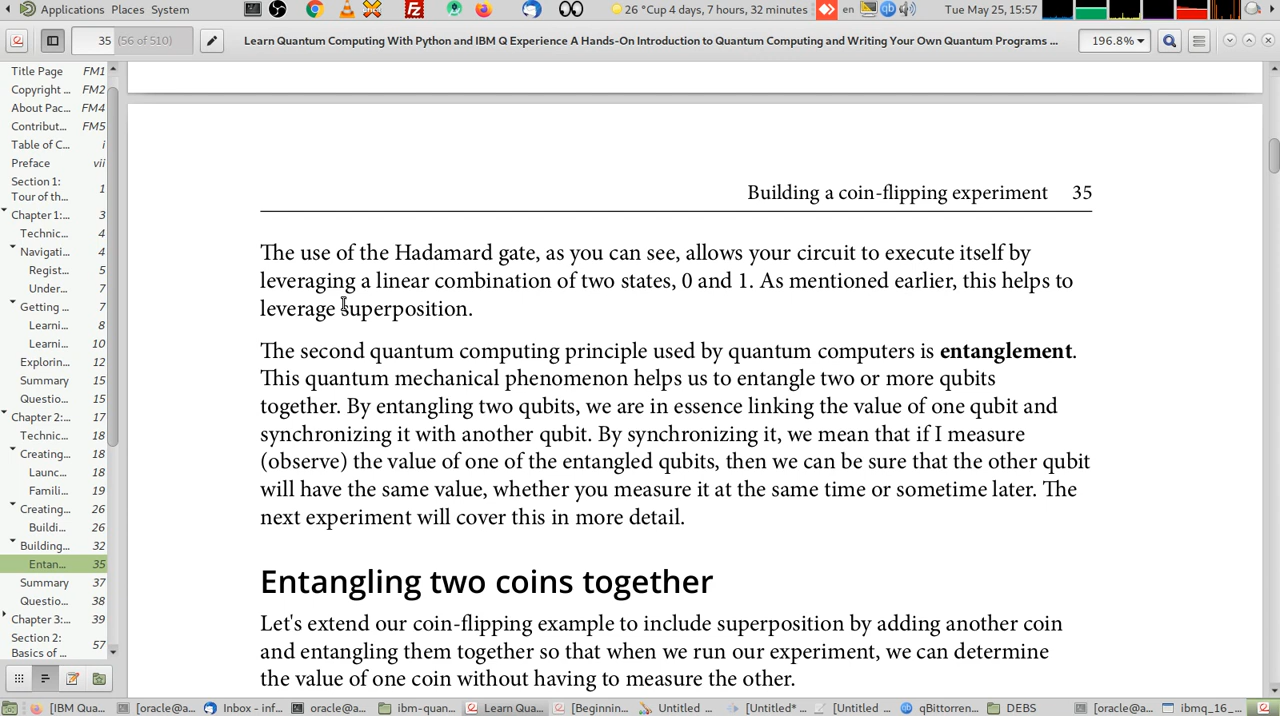 Applications Places System
26 °C up 4 days, 7 hours, 32 minutes en Tue May 25, 15:57
35 (56 of 510) Learn Quantum Computing With Python and IBM Q Experience A Hands-On Introduction to Quantum Computing and Writing Your Own Quantum Programs ... 196.8%
Title Page FM1
Copyright ... FM2
About Pac... FM4
Contribut... FM5
Table of C... i
Preface vii
Section 1:
Tour of th... 1
Chapter 1:... 3
Technic... 4
Navigati... 4
Regist... 5
Under... 7
Getting ... 7
Learni... 8
Learni... 10
Explorin... 12
Summary 15
Questio... 15
Chapter 2:... 17
Technic... 18
Creating... 18
Launc... 18
Famili... 19
Creating... 26
Buildi... 26
Building... 32
Entan... 35
Summary 37
Questio... 38
Chapter 3:... 39
Section 2:
Basics of ... 57
Building a coin-flipping experiment 35
The use of the Hadamard gate, as you can see, allows your circuit to execute itself by
leveraging a linear combination of two states, 0 and 1. As mentioned earlier, this helps to
leverage superposition.
The second quantum computing principle used by quantum computers is entanglement.
This quantum mechanical phenomenon helps us to entangle two or more qubits
together. By entangling two qubits, we are in essence linking the value of one qubit and
synchronizing it with another qubit. By synchronizing it, we mean that if I measure
(observe) the value of one of the entangled qubits, then we can be sure that the other qubit
will have the same value, whether you measure it at the same time or sometime later. The
next experiment will cover this in more detail.
Entangling two coins together
Let's extend our coin-flipping example to include superposition by adding another coin
and entangling them together so that when we run our experiment, we can determine
the value of one coin without having to measure the other.
[IBM Qua... [oracle@a... Inbox - inf... oracle@a... ibm-quan... Learn Qua... [Beginnin... Untitled ... [Untitled* ... [Untitled ... qBittorren... DEBS [oracle@a... ibmq_16_...